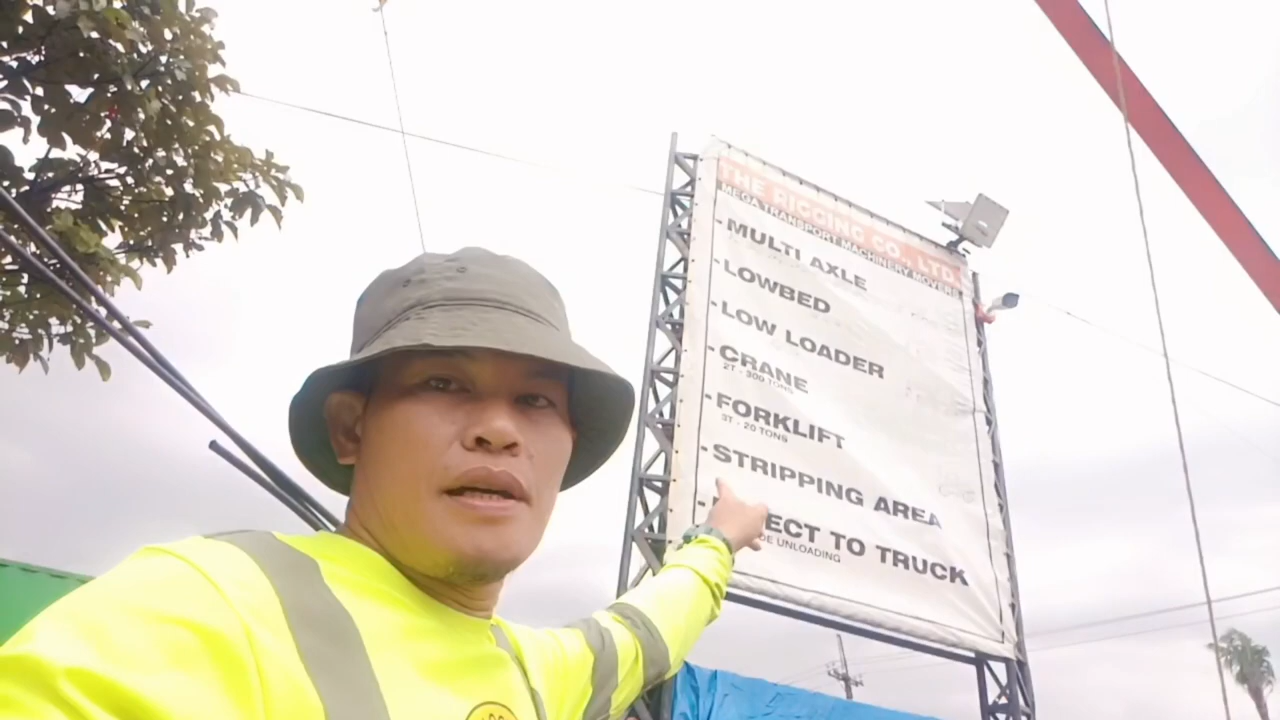 THE RIGGING CO., LTD.
MEGA TRANSPORT MACHINERY MOVERS
-MULTI AXLE
-LOWBED
-LOW LOADER
-CRANE
2T - 300 TONS
-FORKLIFT
3T - 20 TONS
-STRIPPING AREA
TO TRUCK
UNLOADING